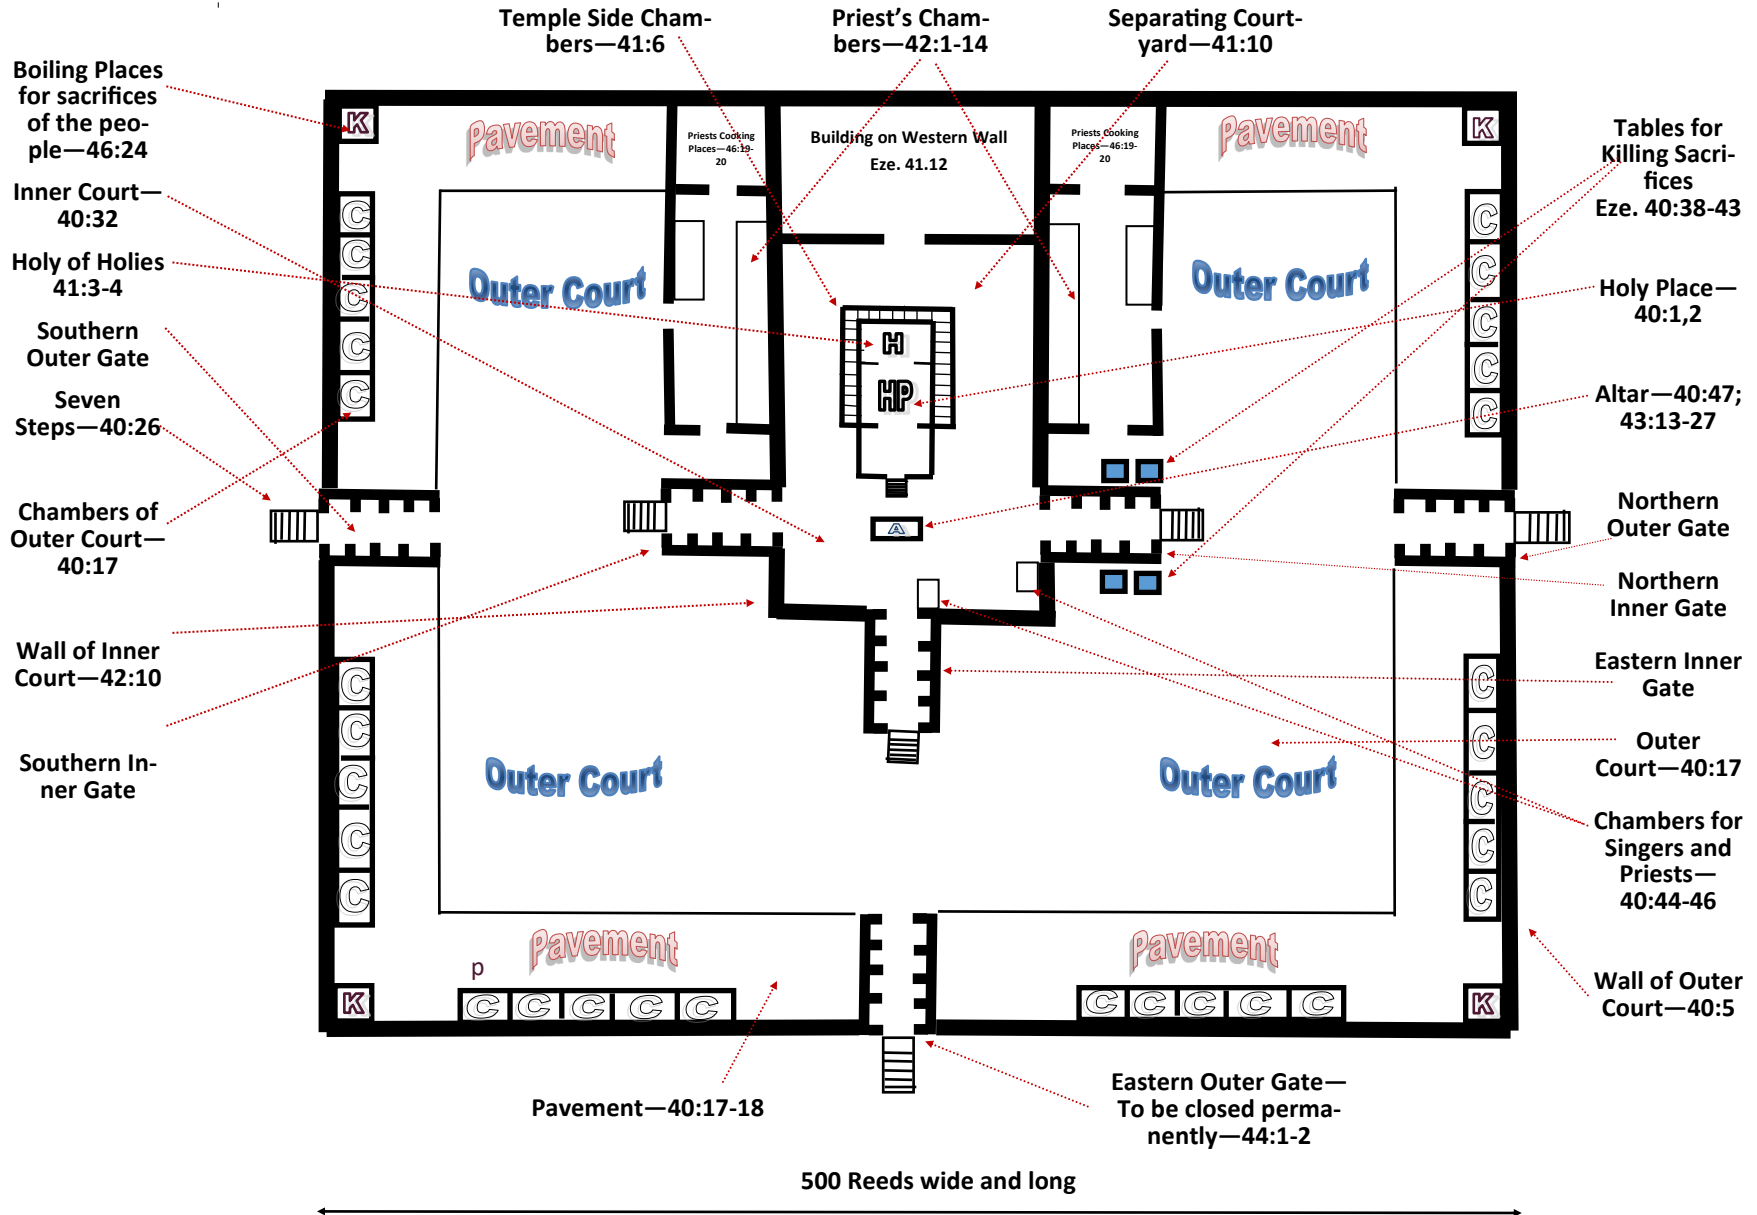 Temple Side Cham-
bers—41:6
Priest’s Cham-
bers—42:1-14
Separating Court-
yard—41:10
Boiling Places
for sacrifices
of the peo-
ple—46:24
Inner Court—
40:32
Holy of Holies
41:3-4
Southern
Outer Gate
Seven
Steps—40:26
Chambers of
Outer Court—
40:17
Wall of Inner
Court—42:10
Southern In-
ner Gate
K
Pavement
Priests Cooking
Places—46:19-
20
Building on Western Wall
Eze. 41.12
Priests Cooking
Places—46:19-
20
Pavement
K
C
C
C
C
C
Outer Court
Outer Court
H
HP
A
C
C
C
C
C
C
C
C
C
C
Outer Court
Outer Court
C
C
C
C
C
p
Pavement
Pavement
K
C
C
C
C
C
C
C
C
C
C
K
Tables for
Killing Sacri-
fices
Eze. 40:38-43
Holy Place—
40:1,2
Altar—40:47;
43:13-27
Northern
Outer Gate
Northern
Inner Gate
Eastern Inner
Gate
Outer
Court—40:17
Chambers for
Singers and
Priests—
40:44-46
Wall of Outer
Court—40:5
Pavement—40:17-18
Eastern Outer Gate—
To be closed perma-
nently—44:1-2
500 Reeds wide and long